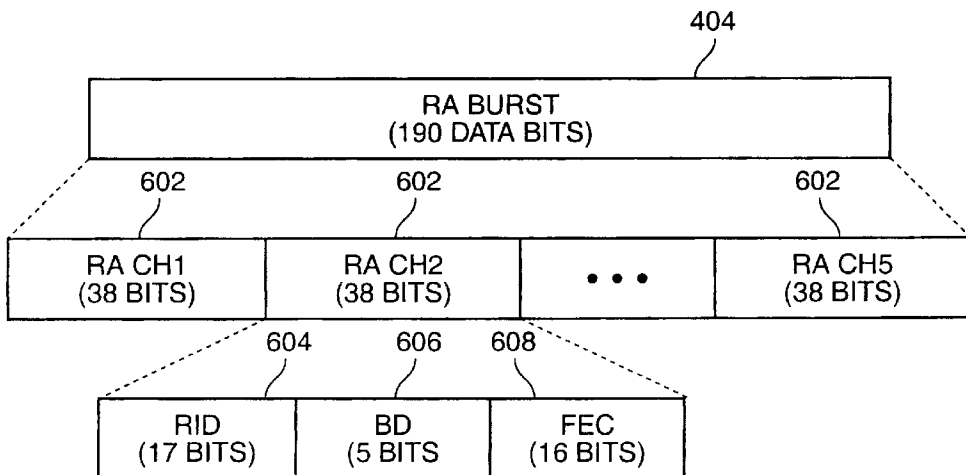 404
RA BURST
(190 DATA BITS)
602 602 602
RA CH1 RA CH2 ••• RA CH5
(38 BITS) (38 BITS) (38 BITS)
604 606 608
RID BD FEC
(17 BITS) (5 BITS (16 BITS)